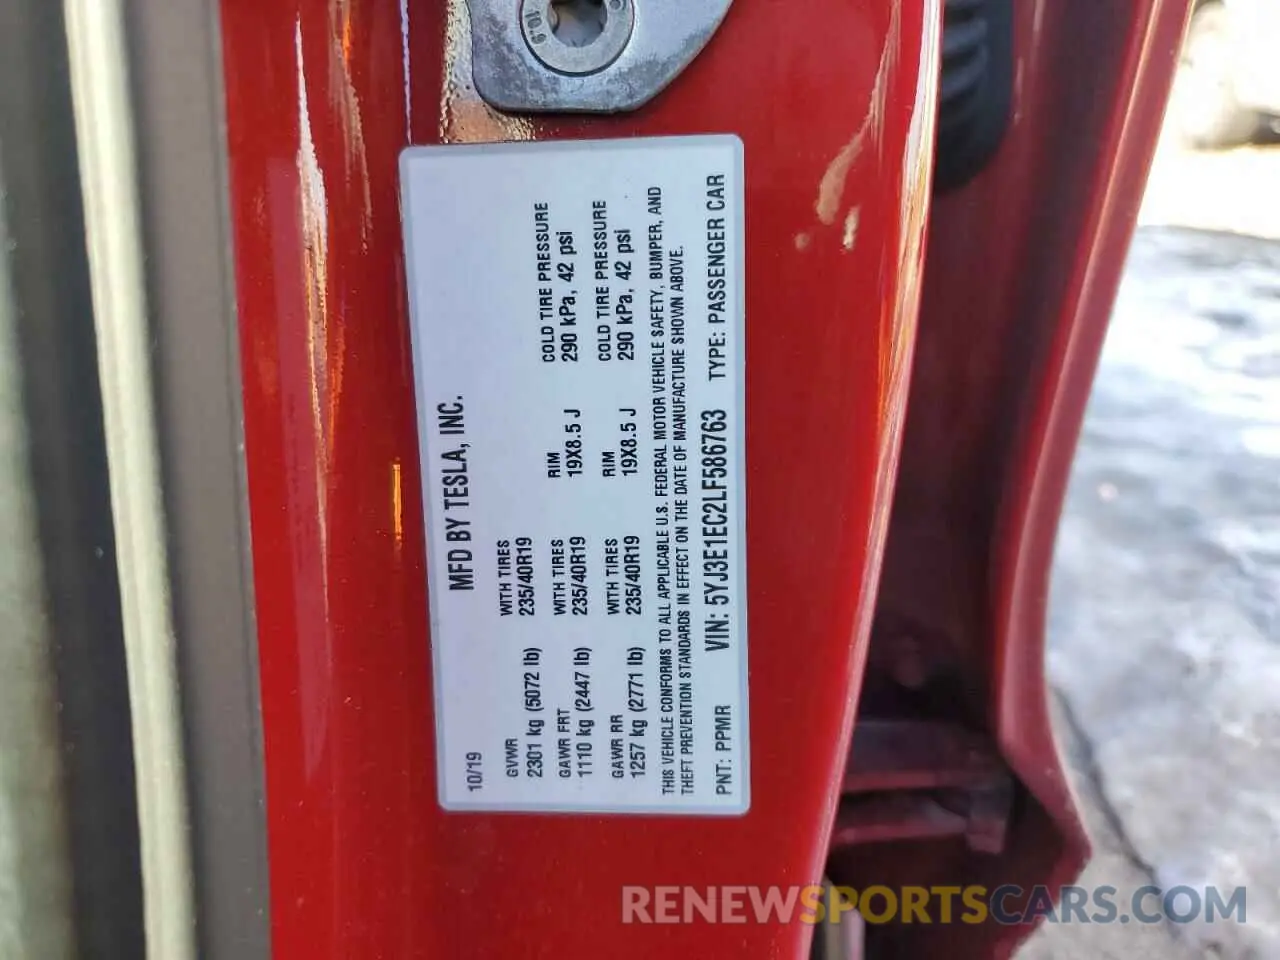 10.9
MFD BY TESLA, INC.
10/19
GVWR
2301 kg (5072 lb)
WITH TIRES
235/40R19
COLD TIRE PRESSURE
290 kPa, 42 psi
RIM
19X8.5 J
GAWR FRT
1110 kg (2447 lb)
WITH TIRES
235/40R19
COLD TIRE PRESSURE
290 kPa, 42 psi
RIM
19X8.5 J
GAWR RR
1257 kg (2771 lb)
WITH TIRES
235/40R19
THIS VEHICLE CONFORMS TO ALL APPLICABLE U.S. FEDERAL MOTOR VEHICLE SAFETY, BUMPER, AND
THEFT PREVENTION STANDARDS IN EFFECT ON THE DATE OF MANUFACTURE SHOWN ABOVE.
PNT: PPMR VIN: 5YJ3E1EC2LF586763 TYPE: PASSENGER CAR
RENEWSPORTSCARS.COM